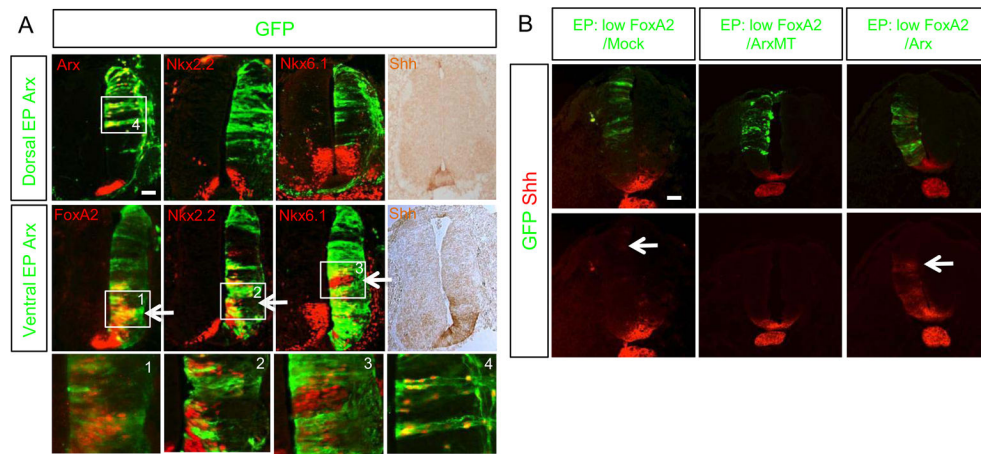 A
GFP
Dorsal EP Arx
Arx
Nkx2.2
Nkx6.1
Shh
4
Ventral EP Arx
FoxA2
Nkx2.2
Nkx6.1
Shh
1
2
3
1
2
3
4
B
EP: low FoxA2
/Mock
EP: low FoxA2
/ArxMT
EP: low FoxA2
/Arx
GFP Shh